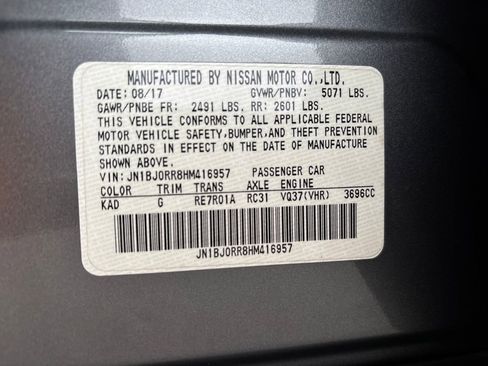 MANUFACTURED BY NISSAN MOTOR CO.,LTD.
DATE: 08/17 GVWR/PNBV: 5071 LBS.
GAWR/PNBE FR: 2491 LBS. RR: 2601 LBS.
THIS VEHICLE CONFORMS TO ALL APPLICABLE FEDERAL
MOTOR VEHICLE SAFETY,BUMPER,AND THEFT PREVENTION
STANDARDS IN EFFECT ON THE DATE OF MANUFACTURE
SHOWN ABOVE.
VIN: JN1BJ0RR8HM416957 PASSENGER CAR
COLOR TRIM TRANS AXLE ENGINE
KAD G RE7R01A RC31 VQ37(VHR) 3696CC
JN1BJ0RR8HM416957